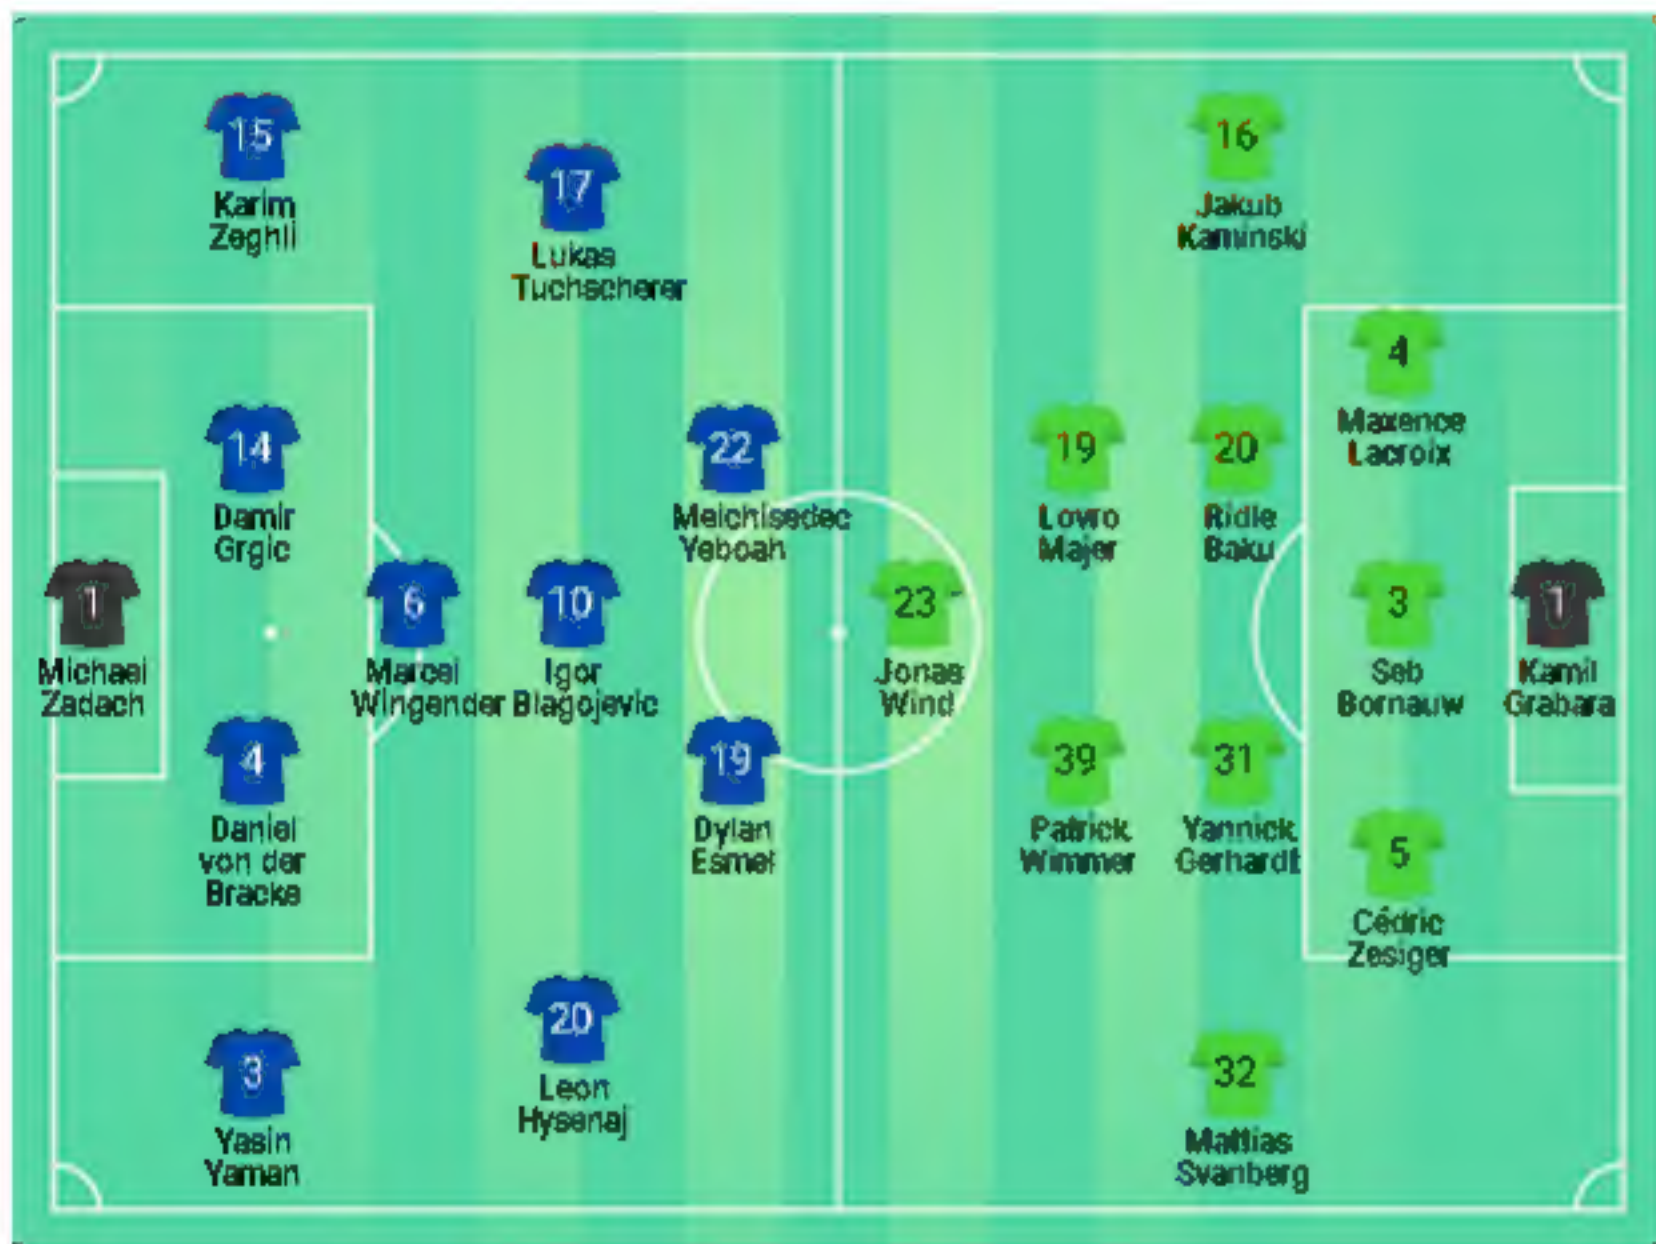 15
Karim
Zeghli
17
Lukas
Tuchscherer
14
Damir
Grgic
22
Melchisedec
Yeboah
1
Michael
Zadach
6
Marcel
Wingender
10
Igor
Blagojevic
4
Daniel
von der
Bracke
19
Dylan
Esmel
3
Yasin
Yaman
20
Leon
Hysenaj
16
Jakub
Kaminski
4
Maxence
Lacroix
19
Lovro
Majer
20
Ridle
Baku
23
Jonas
Wind
3
Seb
Bornauw
1
Kamil
Grabara
39
Patrick
Wimmer
31
Yannick
Gerhardt
5
Cédric
Zesiger
32
Mattias
Svanberg